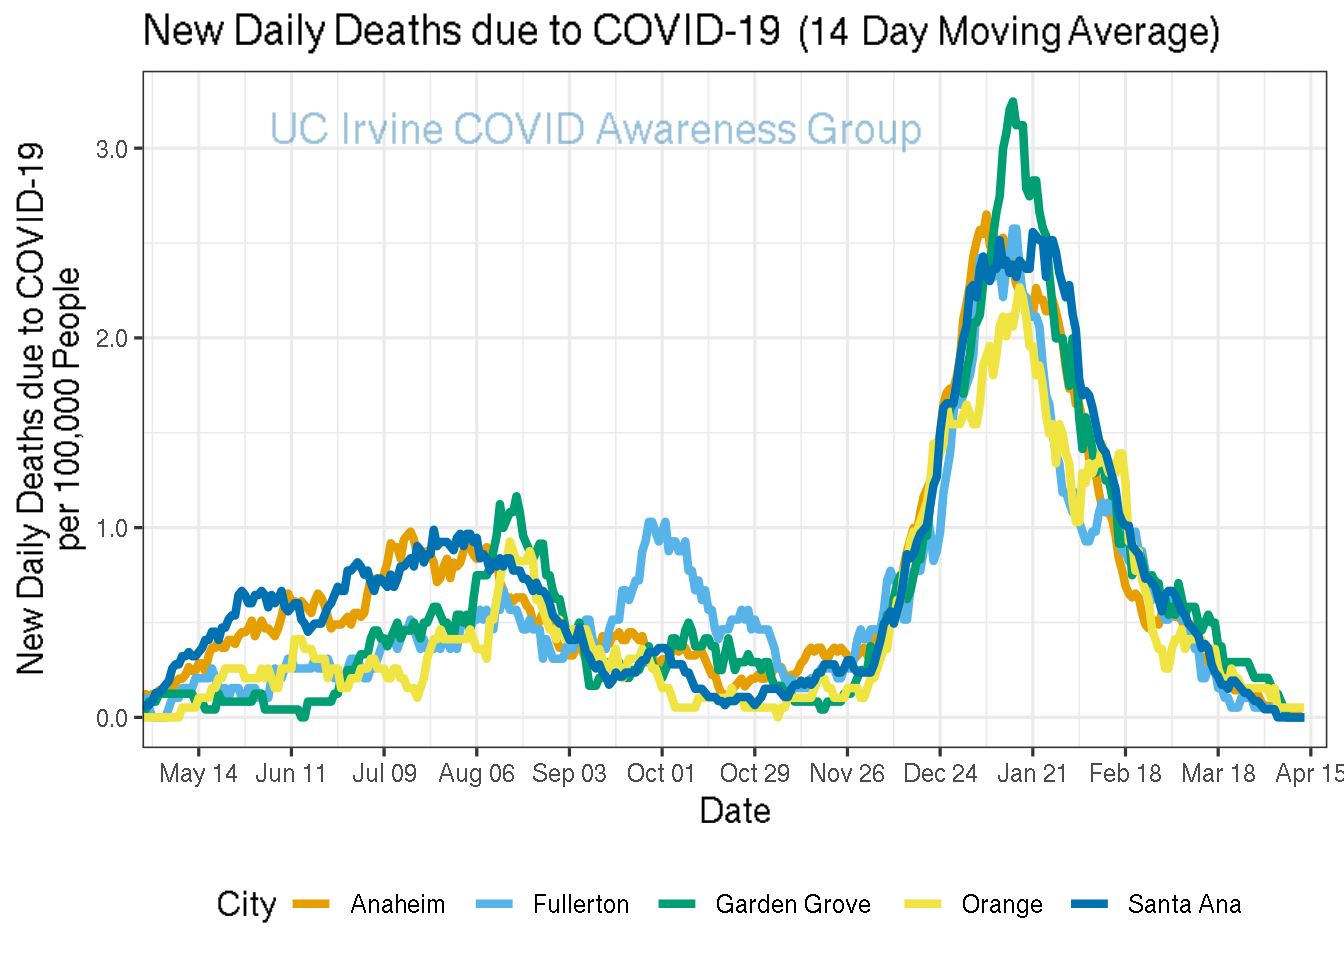 New Daily Deaths due to COVID-19 (14 Day Moving Average)
UC Irvine COVID Awareness Group
New Daily Deaths due to COVID-19
per 100,000 People
3.0
2.0
1.0
0.0
May 14 Jun 11 Jul 09 Aug 06 Sep 03 Oct 01 Oct 29 Nov 26 Dec 24 Jan 21 Feb 18 Mar 18 Apr 15
Date
City Anaheim Fullerton Garden Grove Orange Santa Ana